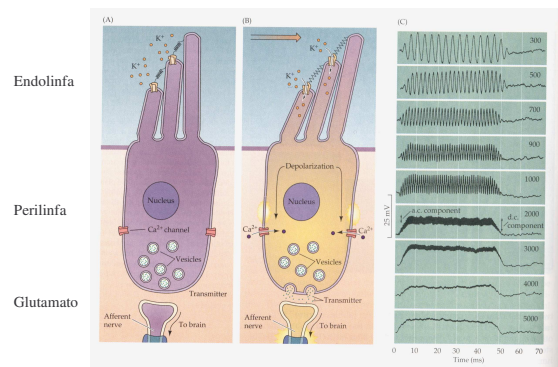 Endolinfa
Perilinfa
Glutamato
(A)
K+
K+
Nucleus
Ca2+ channel
Vesicles
Transmitter
Afferent nerve
To brain
(B)
K+
K+
Depolarization
Nucleus
Ca2+
Ca2+
Vesicles
Transmitter
Afferent nerve
To brain
(C)
300
500
700
900
1000
2000
a.c. component
d.c. component
25 mV
3000
4000
5000
0 10 20 30 40 50 60 70
Time (ms)